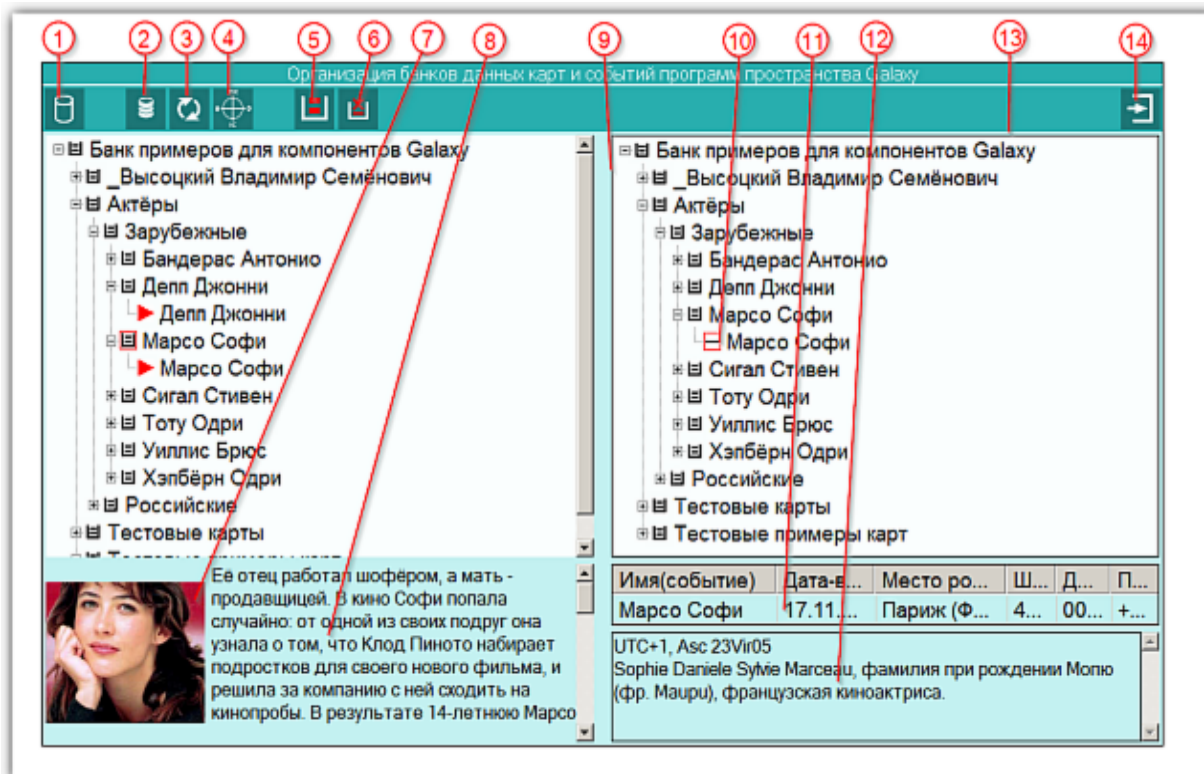 1 2 3 4 5 6 7 8 9 10 11 12 13 14
Организация банков данных карт и событий программ пространства Galaxy
Банк примеров для компонентов Galaxy
_Высоцкий Владимир Семёнович
Актёры
Зарубежные
Бандерас Антонио
Депп Джонни
Депп Джонни
Марсо Софи
Марсо Софи
Сигал Стивен
Тоту Одри
Уиллис Брюс
Хэпбёрн Одри
Российские
Тестовые карты
Тестовые примеры карт
Её отец работал шофёром, а мать -
продавщицей. В кино Софи попала
случайно: от одной из своих подруг она
узнала о том, что Клод Пиното набирает
подростков для своего нового фильма, и
решила за компанию с ней сходить на
кинопробы. В результате 14-летнюю Марсо
Банк примеров для компонентов Galaxy
_Высоцкий Владимир Семёнович
Актёры
Зарубежные
Бандерас Антонио
Депп Джонни
Марсо Софи
Марсо Софи
Сигал Стивен
Тоту Одри
Уиллис Брюс
Хэпбёрн Одри
Российские
Тестовые карты
Тестовые примеры карт
Имя(событие) Дата-в... Место ро... Ш... Д... П...
Марсо Софи 17.11.... Париж (Ф... 4... 00... +...
UTC+1, Asc 23Vir05
Sophie Daniele Sylvie Marceau, фамилия при рождении Мопю
(фр. Maupu), французская киноактриса.